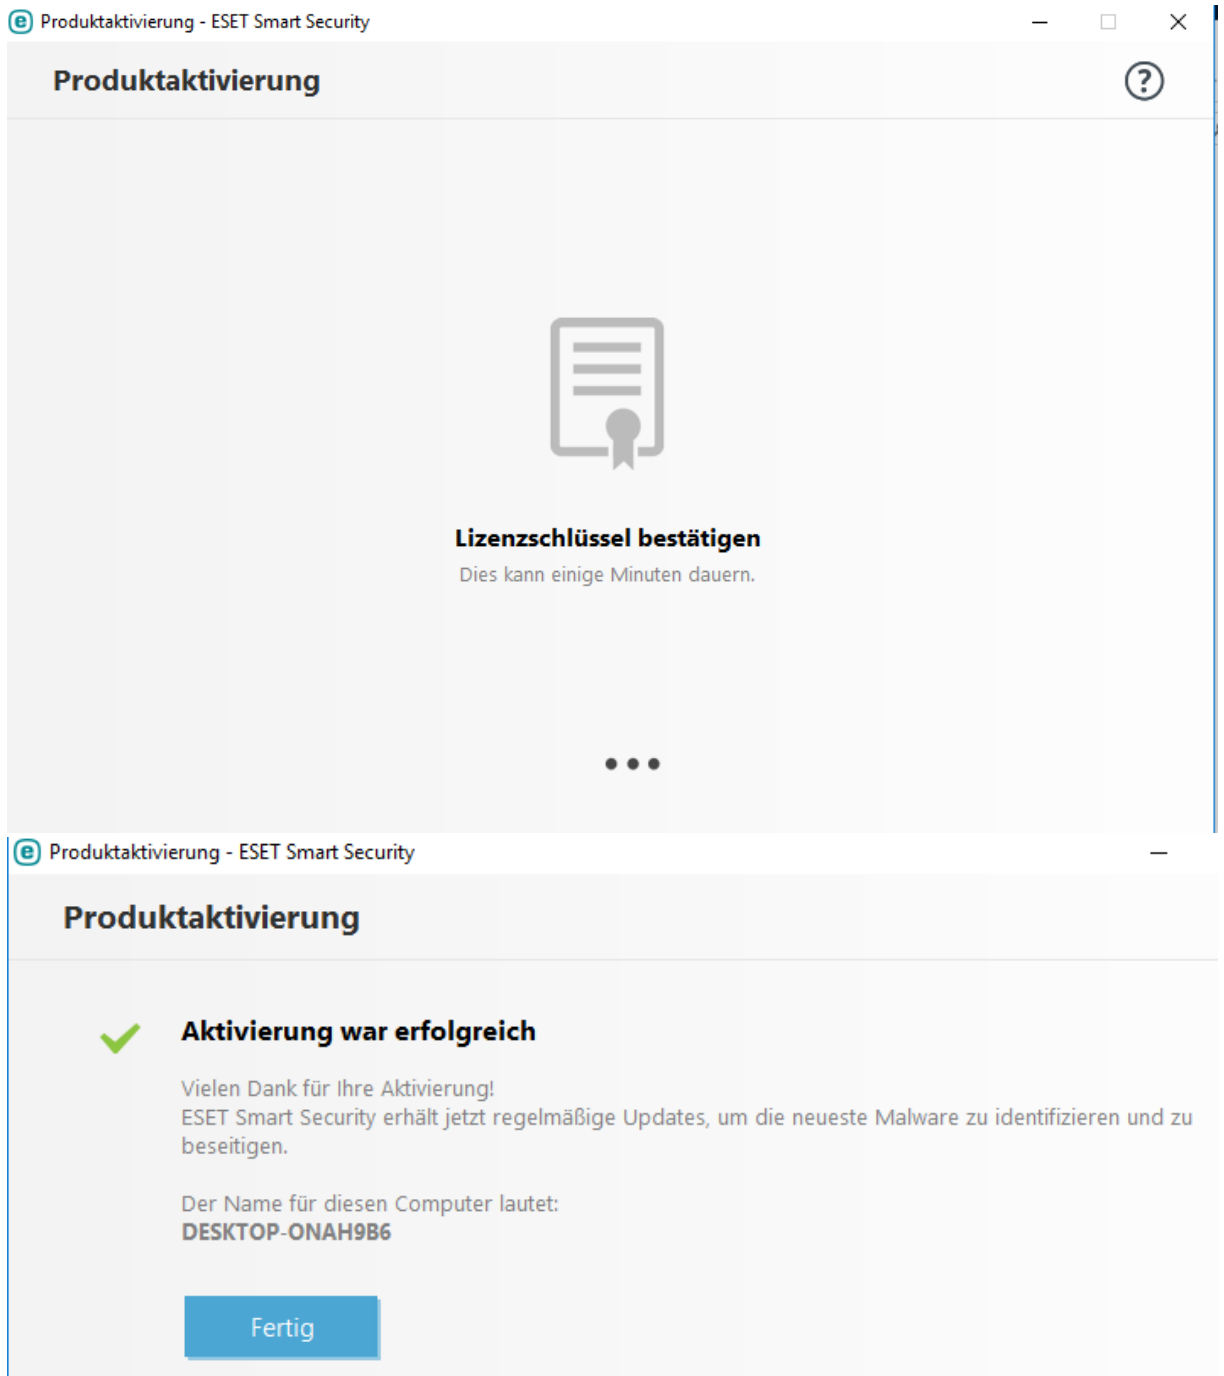 Produktaktivierung - ESET Smart Security
Produktaktivierung
Lizenzschlüssel bestätigen
Dies kann einige Minuten dauern.
Produktaktivierung - ESET Smart Security
Produktaktivierung
Aktivierung war erfolgreich
Vielen Dank für Ihre Aktivierung!
ESET Smart Security erhält jetzt regelmäßige Updates, um die neueste Malware zu identifizieren und zu
beseitigen.
Der Name für diesen Computer lautet:
DESKTOP-ONAH9B6
Fertig